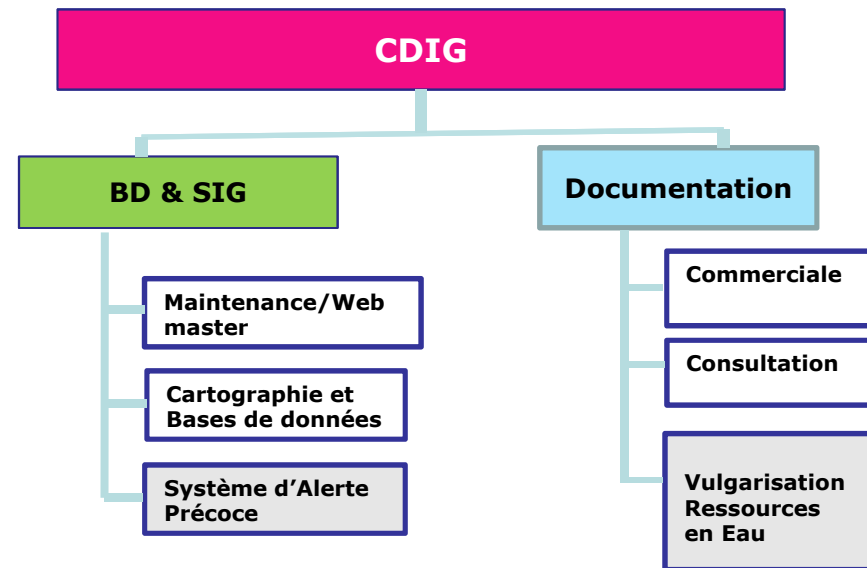 CDIG
BD & SIG
Documentation
Maintenance/Web
master
Cartographie et
Bases de données
Système d’Alerte
Précoce
Commerciale
Consultation
Vulgarisation
Ressources
en Eau